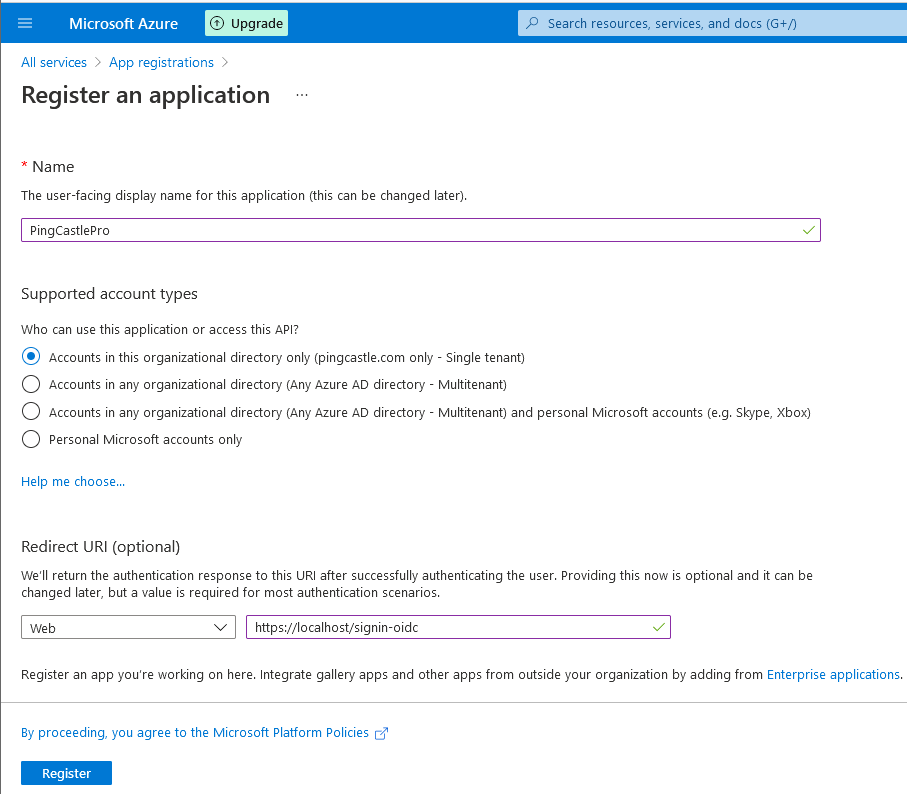 Microsoft Azure
Upgrade
Search resources, services, and docs (G+/)
All services > App registrations >
Register an application ...
* Name
The user-facing display name for this application (this can be changed later).
PingCastlePro
Supported account types
Who can use this application or access this API?
Accounts in this organizational directory only (pingcastle.com only - Single tenant)
Accounts in any organizational directory (Any Azure AD directory - Multitenant)
Accounts in any organizational directory (Any Azure AD directory - Multitenant) and personal Microsoft accounts (e.g. Skype, Xbox)
Personal Microsoft accounts only
Help me choose...
Redirect URI (optional)
We'll return the authentication response to this URI after successfully authenticating the user. Providing this now is optional and it can be
changed later, but a value is required for most authentication scenarios.
Web
https://localhost/signin-oidc
Register an app you're working on here. Integrate gallery apps and other apps from outside your organization by adding from Enterprise applications.
By proceeding, you agree to the Microsoft Platform Policies
Register